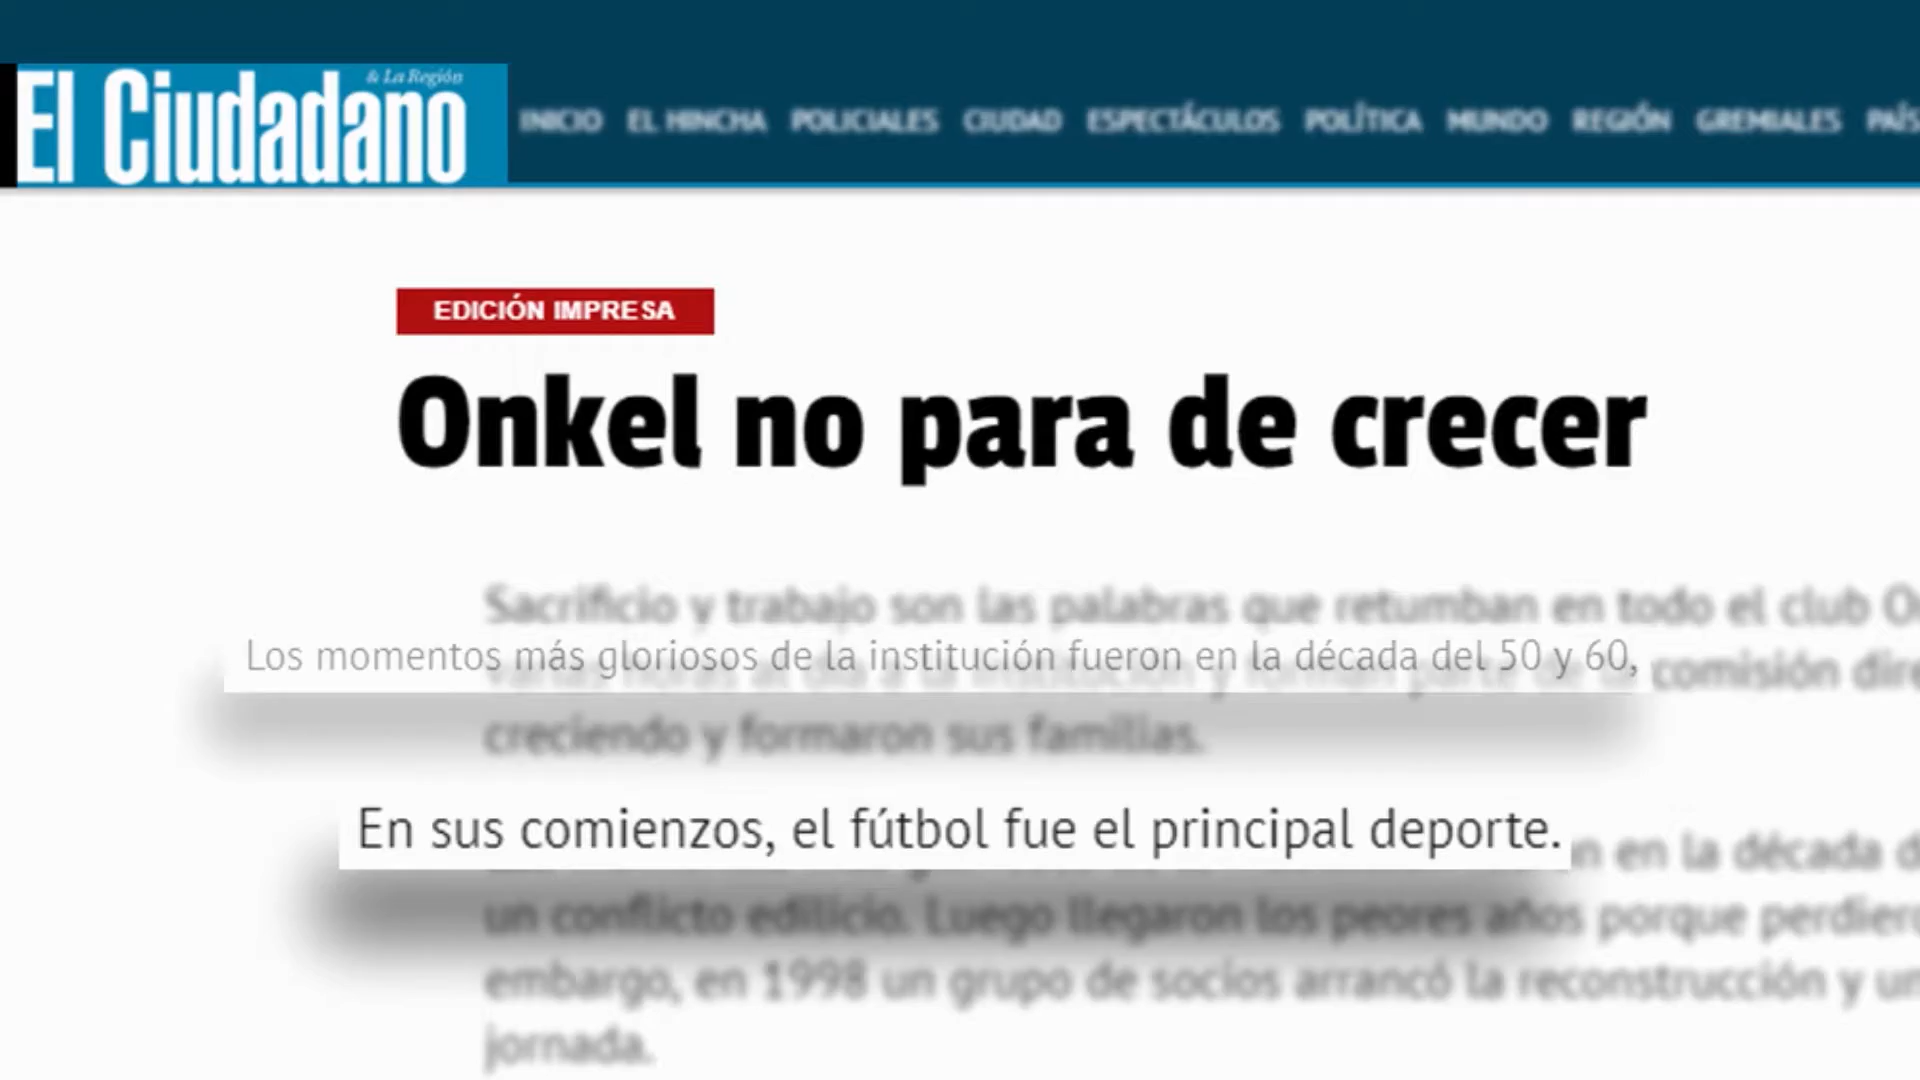 El Ciudadano
& La Región
INICIO EL HINCHA POLICIALES CIUDAD ESPECTÁCULOS POLÍTICA MUNDO REGIÓN GREMIALES PAÍS
EDICIÓN IMPRESA
Onkel no para de crecer
Sacrificio y trabajo son las palabras que retumban en todo el club
Los momentos más gloriosos de la institución fueron en la década del 50 y 60,
comisión
creciendo y formaron sus familias.
En sus comienzos, el fútbol fue el principal deporte.
en la década
un conflicto edilicio. Luego llegaron los peores años porque
embargo, en 1998 un grupo de socios arrancó la reconstrucción y
jornada.